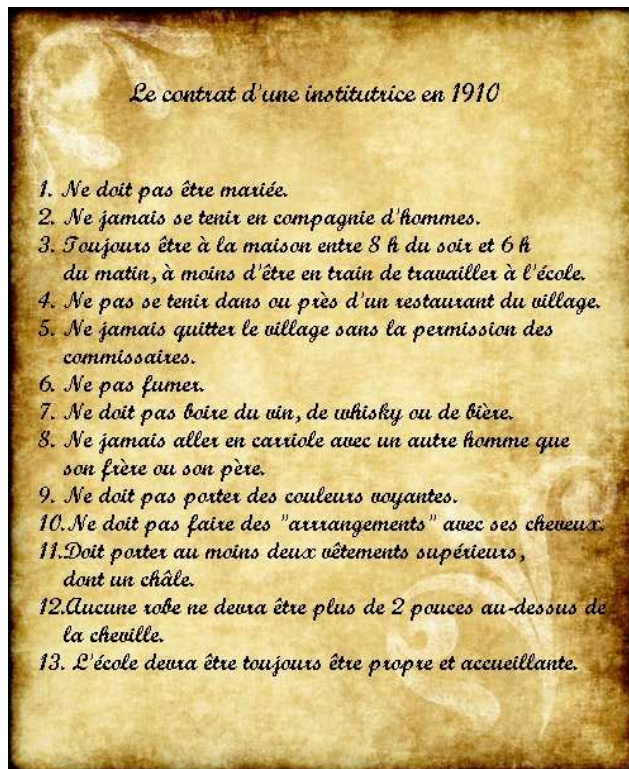 Le contrat d'une institutrice en 1910
1. Ne doit pas être mariée.
2. Ne jamais se tenir en compagnie d'hommes.
3. Toujours être à la maison entre 8 h du soir et 6 h
du matin, à moins d'être en train de travailler à l'école.
4. Ne pas se tenir dans ou près d'un restaurant du village.
5. Ne jamais quitter le village sans la permission des
commissaires.
6. Ne pas fumer.
7. Ne doit pas boire du vin, de whisky ou de bière.
8. Ne jamais aller en carriole avec un autre homme que
son frère ou son père.
9. Ne doit pas porter des couleurs voyantes.
10.Ne doit pas faire des "arrrangements" avec ses cheveux.
11.Doit porter au moins deux vêtements supérieurs,
dont un châle.
12.Aucune robe ne devra être plus de 2 pouces au-dessus de
la cheville.
13. L'école devra être toujours être propre et accueillante.